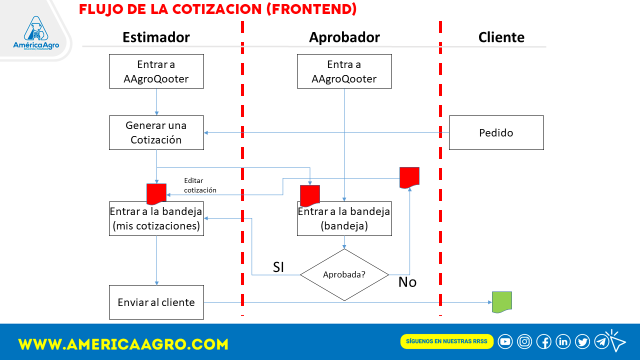 FLUJO DE LA COTIZACION (FRONTEND)
AméricaAgro
Estimador
Aprobador
Cliente
Entrar a
AAgroQooter
Entra a
AAgroQooter
Generar una
Cotización
Pedido
Editar
cotización
Entrar a la bandeja
(mis cotizaciones)
Entrar a la bandeja
(bandeja)
SI
Aprobada?
No
Enviar al cliente
WWW.AMERICAAGRO.COM
SÍGUENOS EN NUESTRAS RRSS